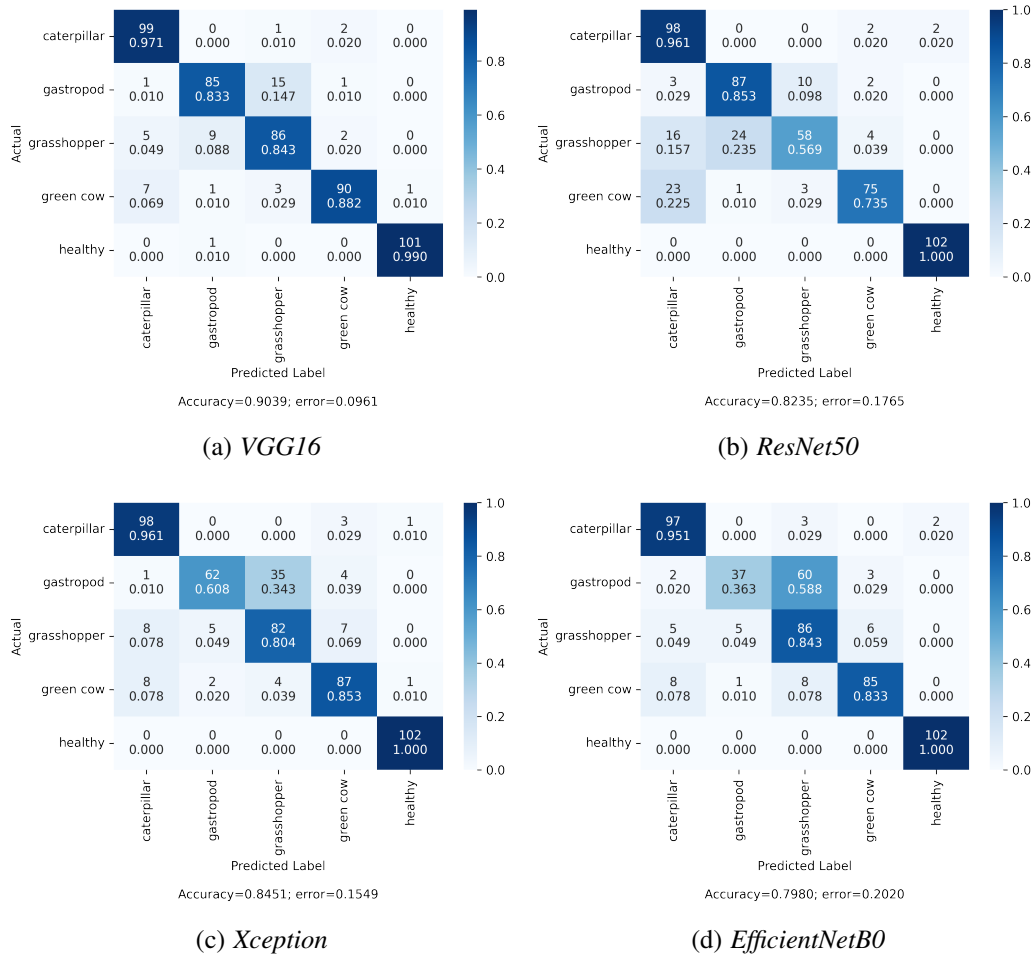 caterpillar 99 0 1 2 0
0.971 0.000 0.010 0.020 0.000
gastropod 1 85 15 1 0
0.010 0.833 0.147 0.010 0.000
grasshopper 5 9 86 2 0
0.049 0.088 0.843 0.020 0.000
green cow 7 1 3 90 1
0.069 0.010 0.029 0.882 0.010
healthy 0 1 0 0 101
0.000 0.010 0.000 0.000 0.990
Actual
0.8
0.6
0.4
0.2
0.0
caterpillar
gastropod
grasshopper
green cow
healthy
Predicted Label
Accuracy=0.9039; error=0.0961
(a) VGG16
caterpillar 98 0 0 2 2
0.961 0.000 0.000 0.020 0.020
gastropod 3 87 10 2 0
0.029 0.853 0.098 0.020 0.000
grasshopper 16 24 58 4 0
0.157 0.235 0.569 0.039 0.000
green cow 23 1 3 75 0
0.225 0.010 0.029 0.735 0.000
healthy 0 0 0 0 102
0.000 0.000 0.000 0.000 1.000
Actual
1.0
0.8
0.6
0.4
0.2
0.0
caterpillar
gastropod
grasshopper
green cow
healthy
Predicted Label
Accuracy=0.8235; error=0.1765
(b) ResNet50
caterpillar 98 0 0 3 1
0.961 0.000 0.000 0.029 0.010
gastropod 1 62 35 4 0
0.010 0.608 0.343 0.039 0.000
grasshopper 8 5 82 7 0
0.078 0.049 0.804 0.069 0.000
green cow 8 2 4 87 1
0.078 0.020 0.039 0.853 0.010
healthy 0 0 0 0 102
0.000 0.000 0.000 0.000 1.000
Actual
1.0
0.8
0.6
0.4
0.2
0.0
caterpillar
gastropod
grasshopper
green cow
healthy
Predicted Label
Accuracy=0.8451; error=0.1549
(c) Xception
caterpillar 97 0 3 0 2
0.951 0.000 0.029 0.000 0.020
gastropod 2 37 60 3 0
0.020 0.363 0.588 0.029 0.000
grasshopper 5 5 86 6 0
0.049 0.049 0.843 0.059 0.000
green cow 8 1 8 85 0
0.078 0.010 0.078 0.833 0.000
healthy 0 0 0 0 102
0.000 0.000 0.000 0.000 1.000
Actual
1.0
0.8
0.6
0.4
0.2
0.0
caterpillar
gastropod
grasshopper
green cow
healthy
Predicted Label
Accuracy=0.7980; error=0.2020
(d) EfficientNetB0